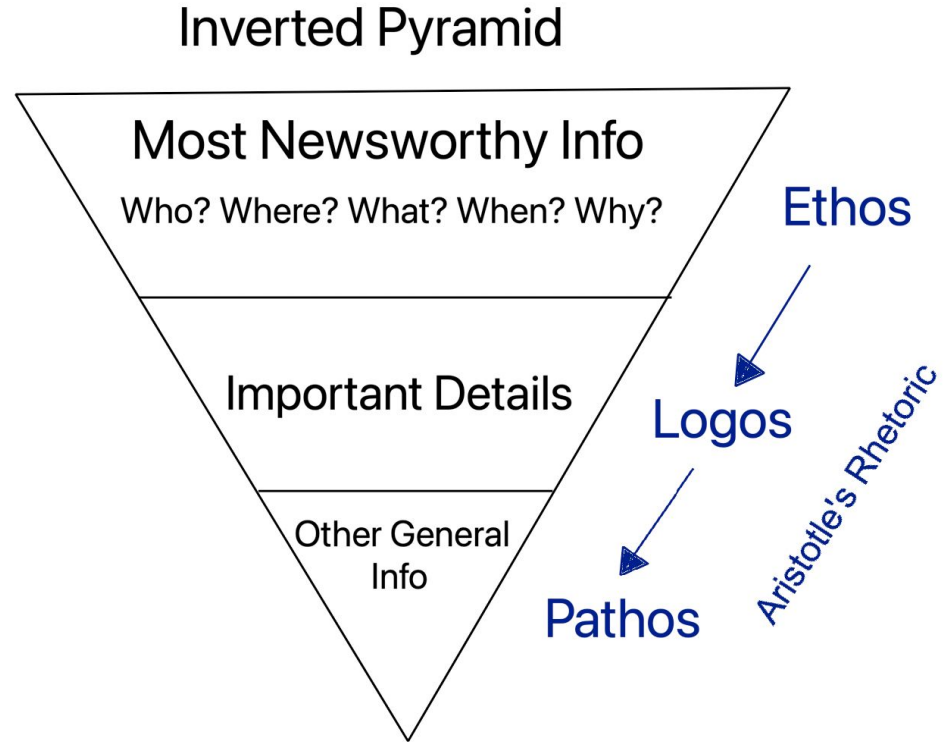 Inverted Pyramid
Most Newsworthy Info
Who? Where? What? When? Why?
Ethos
Important Details
Logos
Other General
Info
Pathos
Aristotle's Rhetoric